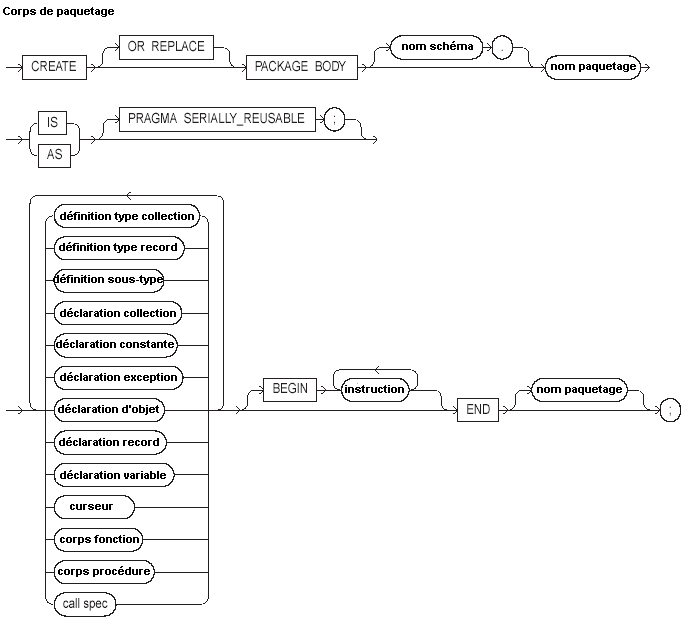 Corps de paquetage
CREATE OR REPLACE PACKAGE BODY nom schéma . nom paquetage
IS
AS
PRAGMA SERIALLY_REUSABLE ;
définition type collection
définition type record
définition sous-type
déclaration collection
déclaration constante
déclaration exception
déclaration d'objet
déclaration record
déclaration variable
curseur
corps fonction
corps procédure
call spec
BEGIN instruction END nom paquetage ;